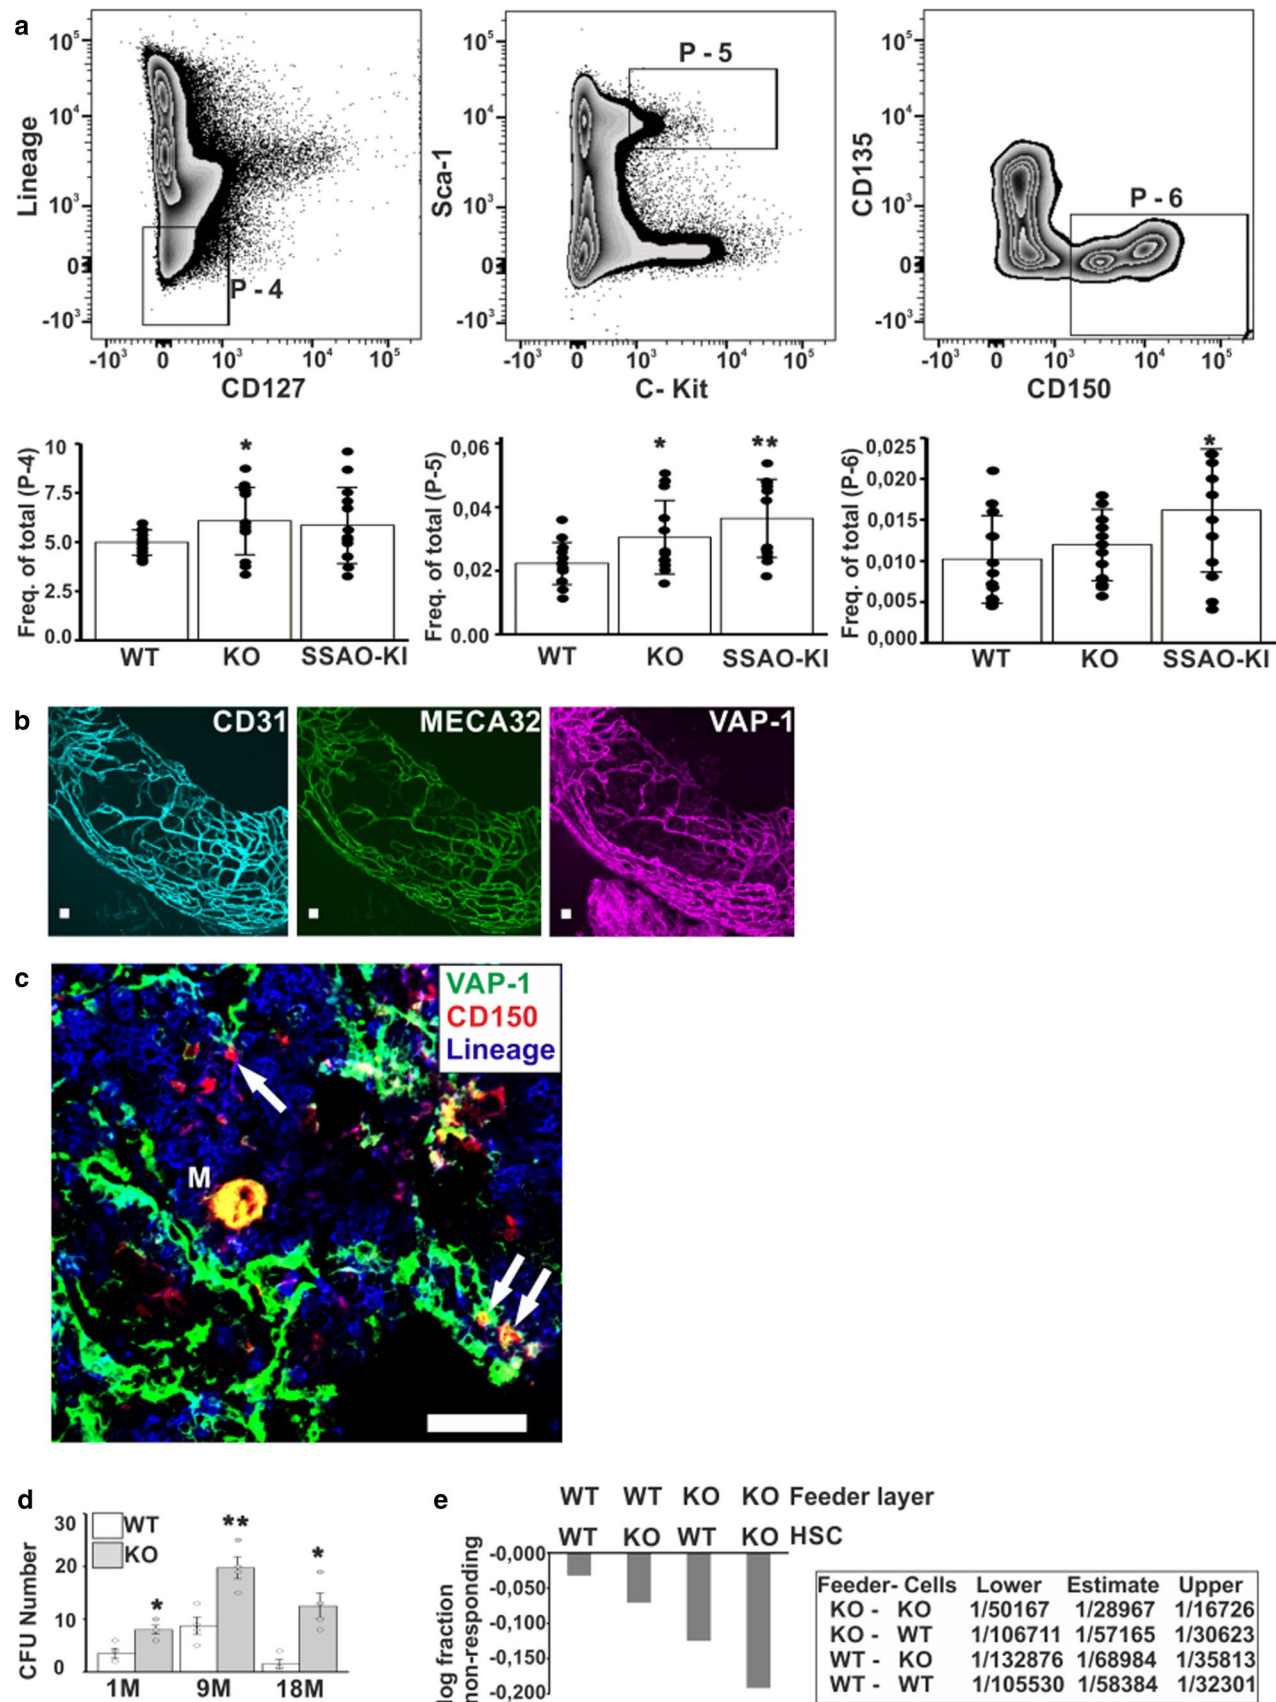 a
10⁵
10⁴
10³
0
-10³
Lineage
P - 4
-10³ 0 10³ 10⁴ 10⁵
CD127
10⁵
10⁴
10³
0
-10³
Sca-1
P - 5
-10³ 0 10³ 10⁴ 10⁵
C- Kit
10⁵
10⁴
10³
0
-10³
CD135
P - 6
-10³ 0 10³ 10⁴ 10⁵
CD150
Freq. of total (P-4)
10
7.5
5.0
2.5
0.0
*
WT KO SSAO-KI
Freq. of total (P-5)
0,06
0,04
0,02
0.00
* **
WT KO SSAO-KI
Freq. of total (P-6)
0,025
0,020
0,015
0,010
0,005
0,000
*
WT KO SSAO-KI
b
CD31 MECA32 VAP-1
c
VAP-1
CD150
Lineage
M
d
CFU Number
30
20
10
0
WT
KO
* ** *
1M 9M 18M
e
WT WT KO KO Feeder layer
WT KO WT KO HSC
log fraction
non-responding
-0,000
-0,050
-0,100
-0,150
-0,200
Feeder- Cells Lower Estimate Upper
KO - KO 1/50167 1/28967 1/16726
KO - WT 1/106711 1/57165 1/30623
WT - KO 1/132876 1/68984 1/35813
WT - WT 1/105530 1/58384 1/32301